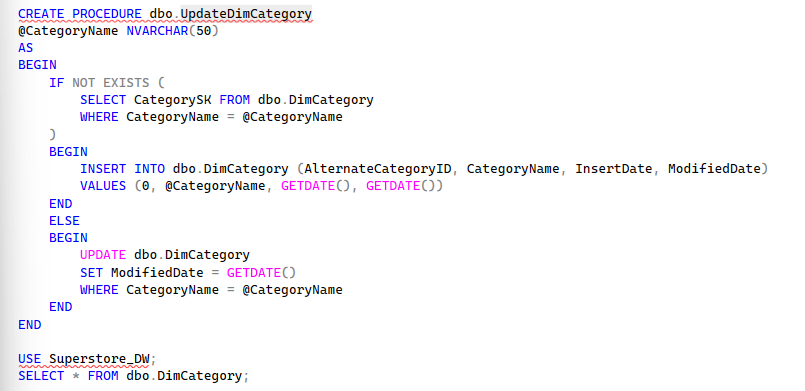 CREATE PROCEDURE dbo.UpdateDimCategory
@CategoryName NVARCHAR(50)
AS
BEGIN
    IF NOT EXISTS (
        SELECT CategorySK FROM dbo.DimCategory
        WHERE CategoryName = @CategoryName
    )
    BEGIN
        INSERT INTO dbo.DimCategory (AlternateCategoryID, CategoryName, InsertDate, ModifiedDate)
        VALUES (0, @CategoryName, GETDATE(), GETDATE())
    END
    ELSE
    BEGIN
        UPDATE dbo.DimCategory
        SET ModifiedDate = GETDATE()
        WHERE CategoryName = @CategoryName
    END
END

USE Superstore_DW;
SELECT * FROM dbo.DimCategory;